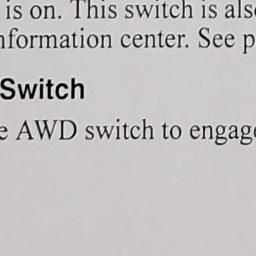 is on. This switch is also
nformation center. See p
Switch
e AWD switch to engage